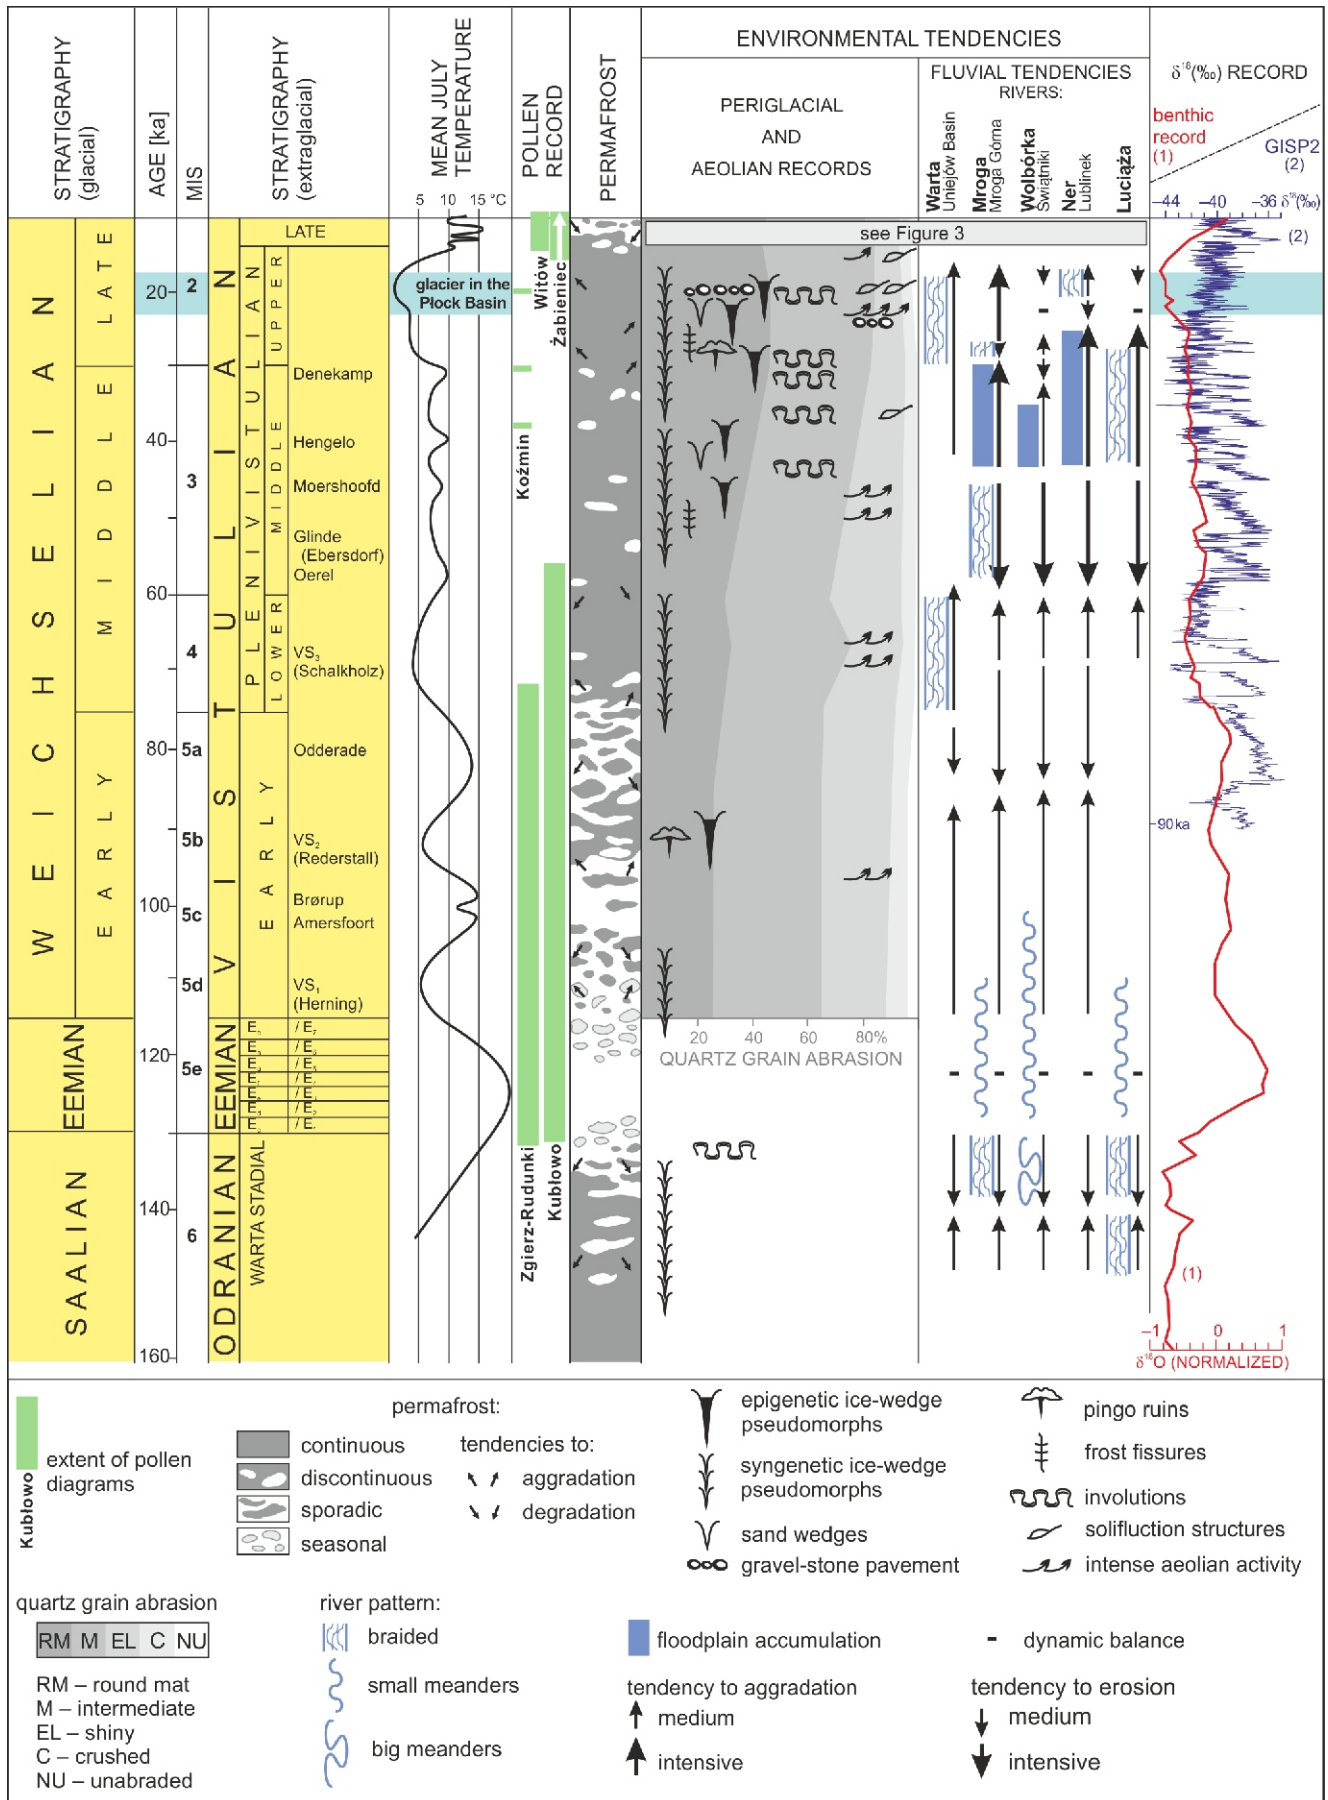 STRATIGRAPHY
(glacial)
AGE [ka]
MIS
STRATIGRAPHY
(extraglacial)
MEAN JULY
TEMPERATURE
5 10 15 °C
POLLEN
RECORD
PERMAFROST
ENVIRONMENTAL TENDENCIES
PERIGLACIAL
AND
AEOLIAN RECORDS
FLUVIAL TENDENCIES
RIVERS:
Warta
Uniejów Basin
Mroga
Mroga Górna
Wolbórka
Świątniki
Ner
Lublinek
Luciąża
δ¹⁸(‰) RECORD
benthic
record
(1)
GISP2
(2)
–44 –40 –36 δ¹⁸(‰)
(2)
see Figure 3
WEICHSELIAN
LATE
MIDDLE
EARLY
EEMIAN
SAALIAN
20
40
60
80
100
120
140
160
2
3
4
5a
5b
5c
5d
5e
6
VISTULIAN
EEMIAN
ODRANIAN
LATE
PLENIVISTULIAN
UPPER
MIDDLE
LOWER
EARLY
WARTA STADIAL
Denekamp
Hengelo
Moershoofd
Glinde
(Ebersdorf)
Oerel
VS₃
(Schalkholz)
Odderade
VS₂
(Rederstall)
Brørup
Amersfoort
VS₁
(Herning)
glacier in the
Płock Basin
Witów
Żabieniec
Koźmin
Zgierz-Rudunki
Kubłowo
20 40 60 80%
QUARTZ GRAIN ABRASION
90ka
(1)
–1 0 1
δ¹⁸O (NORMALIZED)
Kubłowo
extent of pollen
diagrams
permafrost:
continuous
discontinuous
sporadic
seasonal
tendencies to:
aggradation
degradation
epigenetic ice-wedge
pseudomorphs
syngenetic ice-wedge
pseudomorphs
sand wedges
gravel-stone pavement
pingo ruins
frost fissures
involutions
solifluction structures
intense aeolian activity
quartz grain abrasion
RM M EL C NU
RM – round mat
M – intermediate
EL – shiny
C – crushed
NU – unabraded
river pattern:
braided
small meanders
big meanders
floodplain accumulation
tendency to aggradation
medium
intensive
dynamic balance
tendency to erosion
medium
intensive